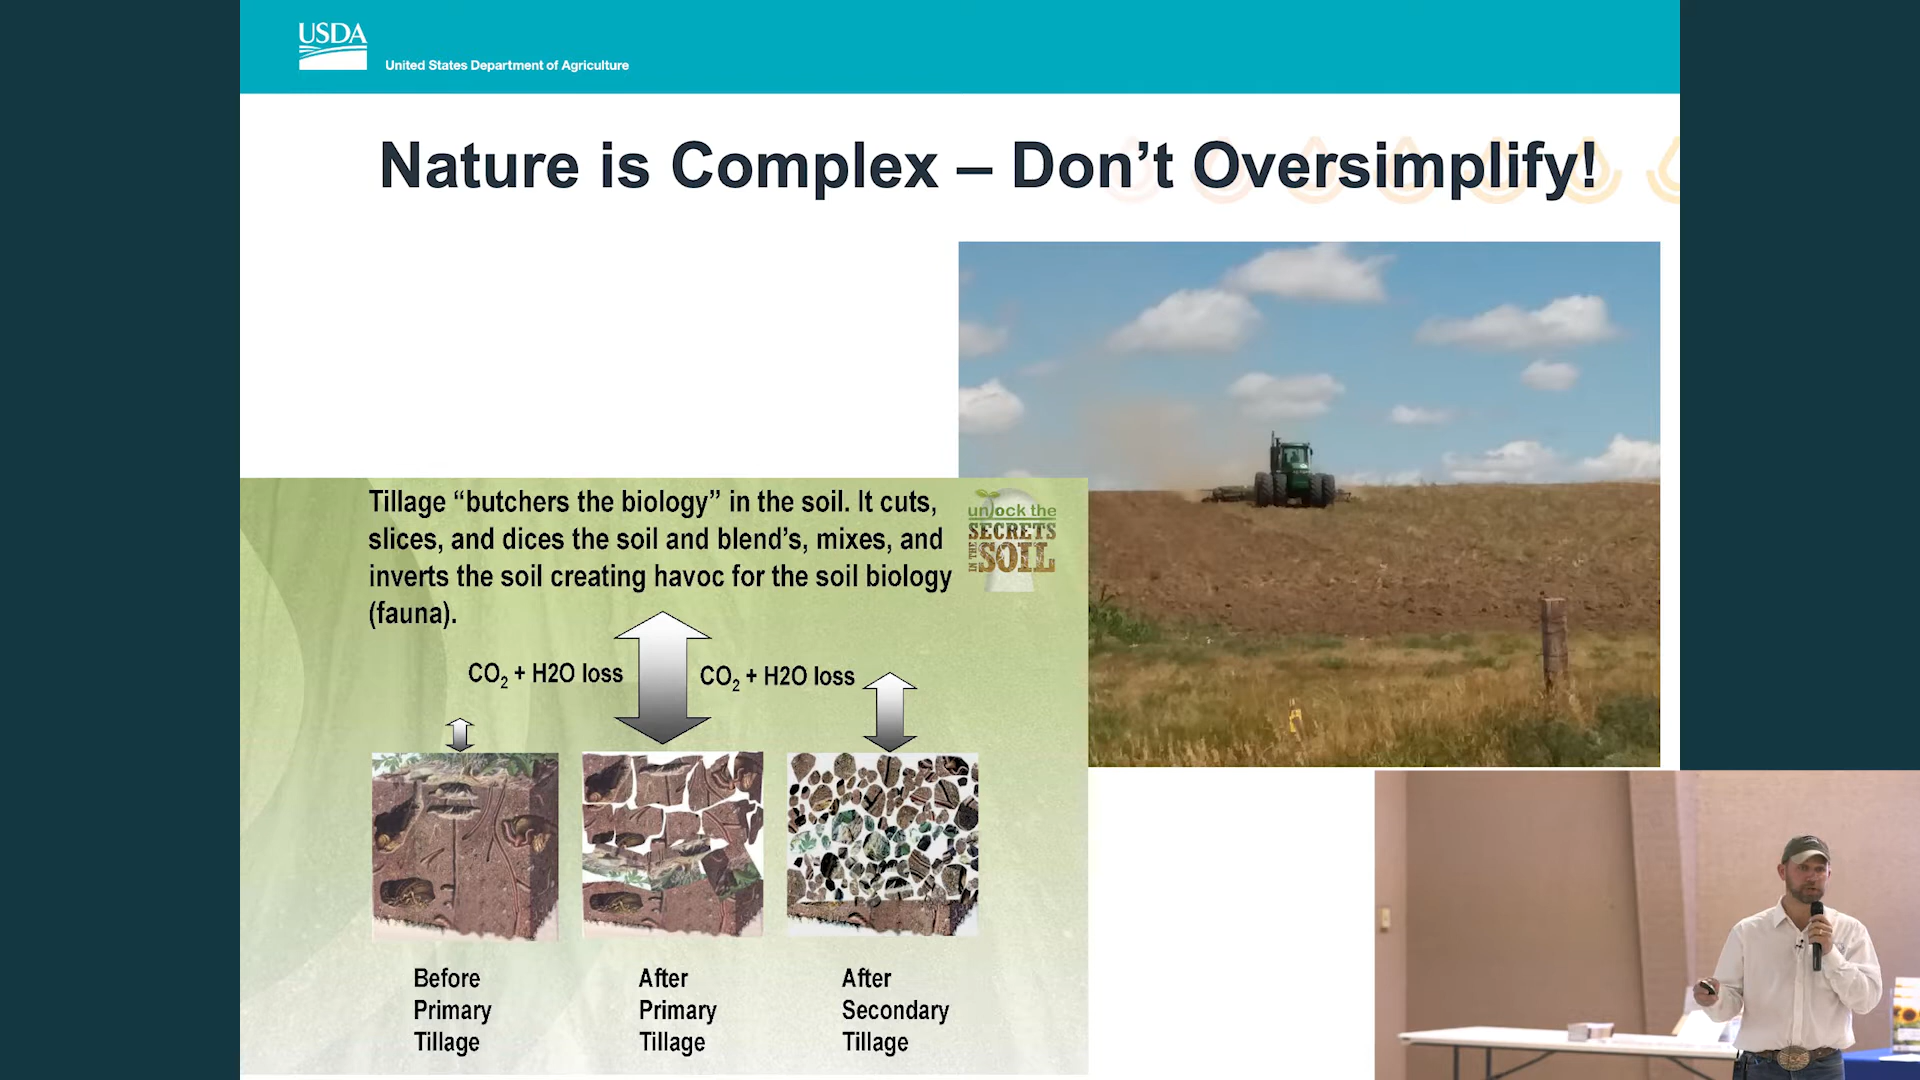 USDA
United States Department of Agriculture
Nature is Complex – Don’t Oversimplify!
Tillage “butchers the biology” in the soil. It cuts,
slices, and dices the soil and blend’s, mixes, and
inverts the soil creating havoc for the soil biology
(fauna).
unlock the
SECRETS
IN THE SOIL
CO₂ + H2O loss
CO₂ + H2O loss
Before
Primary
Tillage
After
Primary
Tillage
After
Secondary
Tillage